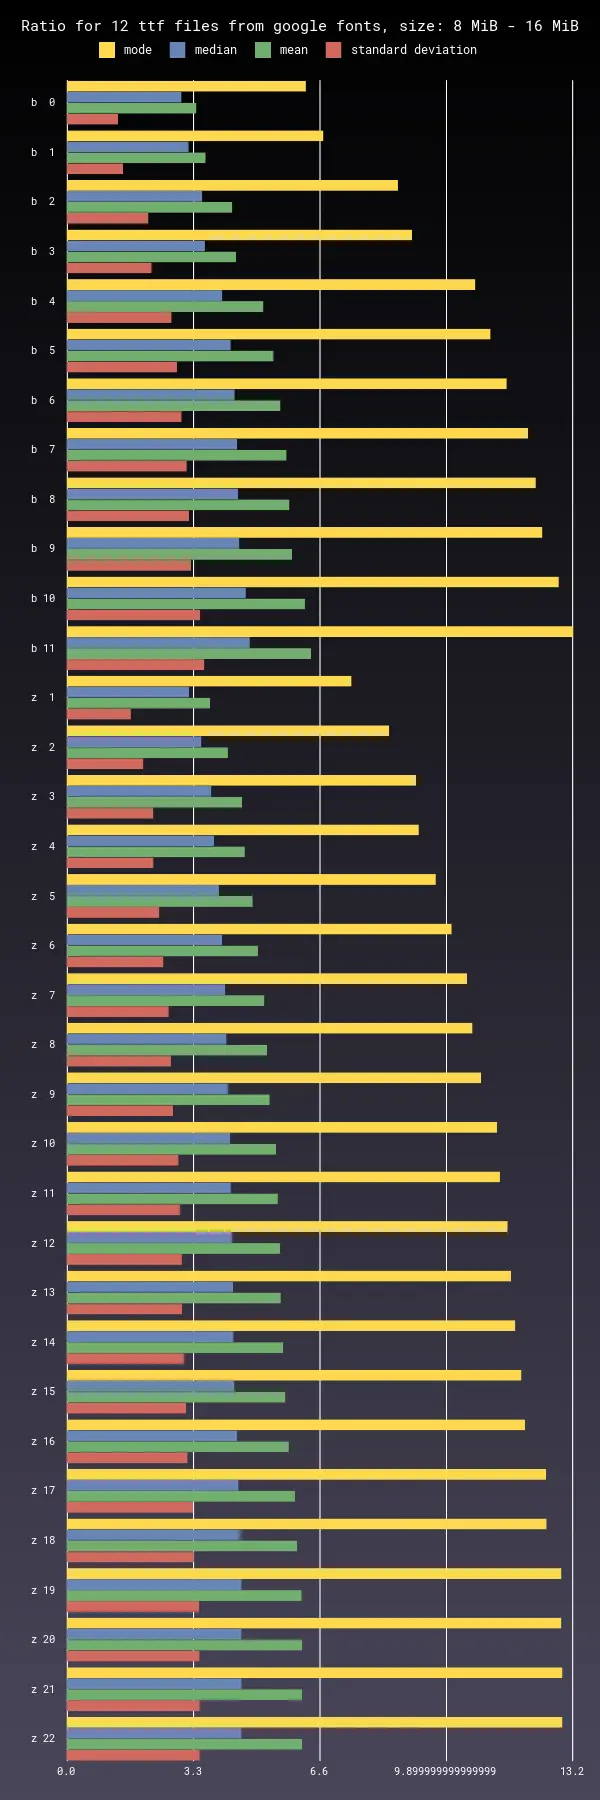 Ratio for 12 ttf files from google fonts, size: 8 MiB - 16 MiB
mode median mean standard deviation
b 0
b 1
b 2
b 3
b 4
b 5
b 6
b 7
b 8
b 9
b 10
b 11
z 1
z 2
z 3
z 4
z 5
z 6
z 7
z 8
z 9
z 10
z 11
z 12
z 13
z 14
z 15
z 16
z 17
z 18
z 19
z 20
z 21
z 22
0.0 3.3 6.6 9.899999999999999 13.2